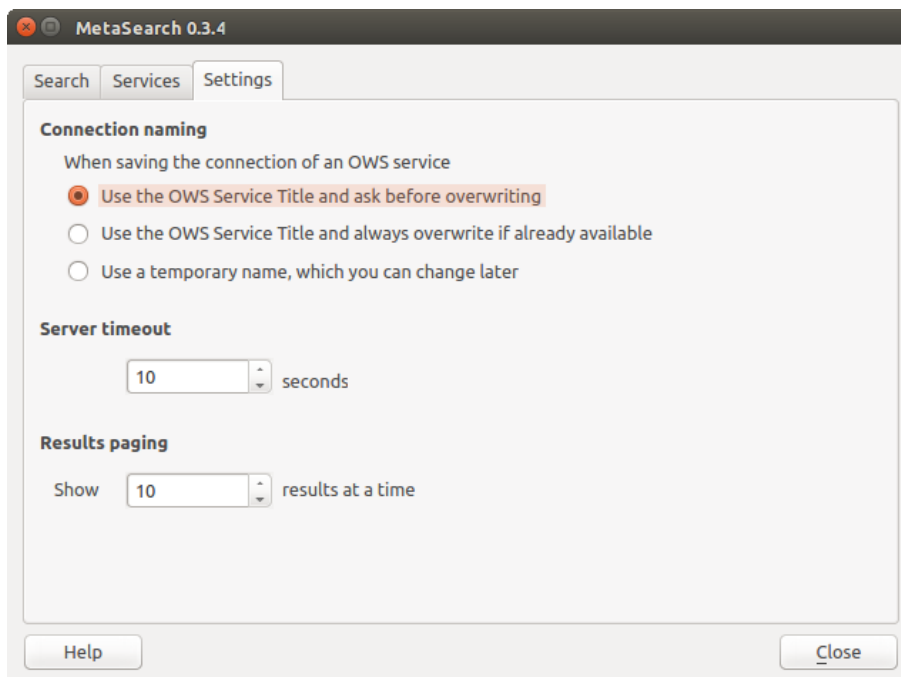 MetaSearch 0.3.4
Search Services Settings
Connection naming
When saving the connection of an OWS service
Use the OWS Service Title and ask before overwriting
Use the OWS Service Title and always overwrite if already available
Use a temporary name, which you can change later
Server timeout
10 seconds
Results paging
Show 10 results at a time
Help Close